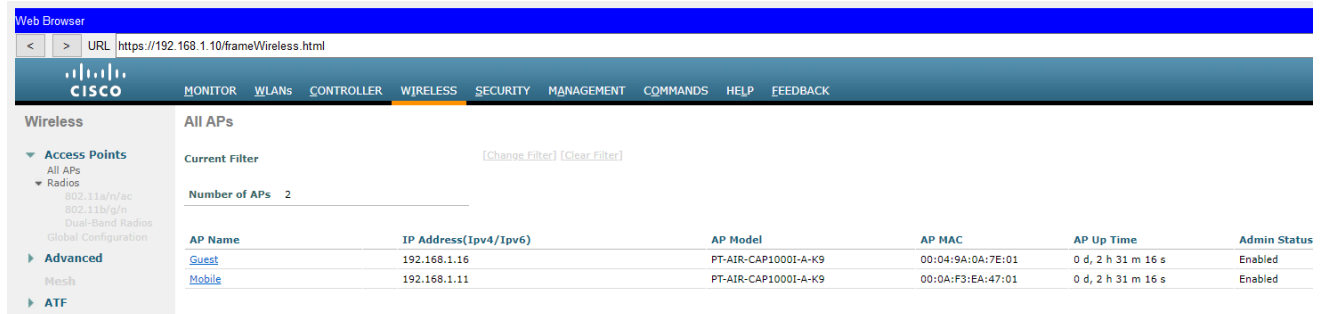 Web Browser
< > URL https://192.168.1.10/frameWireless.html
CISCO MONITOR WLANs CONTROLLER WIRELESS SECURITY MANAGEMENT COMMANDS HELP FEEDBACK
Wireless
Access Points
All APs
Radios
802.11a/n/ac
802.11b/g/n
Dual-Band Radios
Global Configuration
Advanced
Mesh
ATF
All APs
Current Filter [Change Filter] [Clear Filter]
Number of APs 2
AP Name IP Address(Ipv4/Ipv6) AP Model AP MAC AP Up Time Admin Status
Guest 192.168.1.16 PT-AIR-CAP1000I-A-K9 00:04:9A:0A:7E:01 0 d, 2 h 31 m 16 s Enabled
Mobile 192.168.1.11 PT-AIR-CAP1000I-A-K9 00:0A:F3:EA:47:01 0 d, 2 h 31 m 16 s Enabled